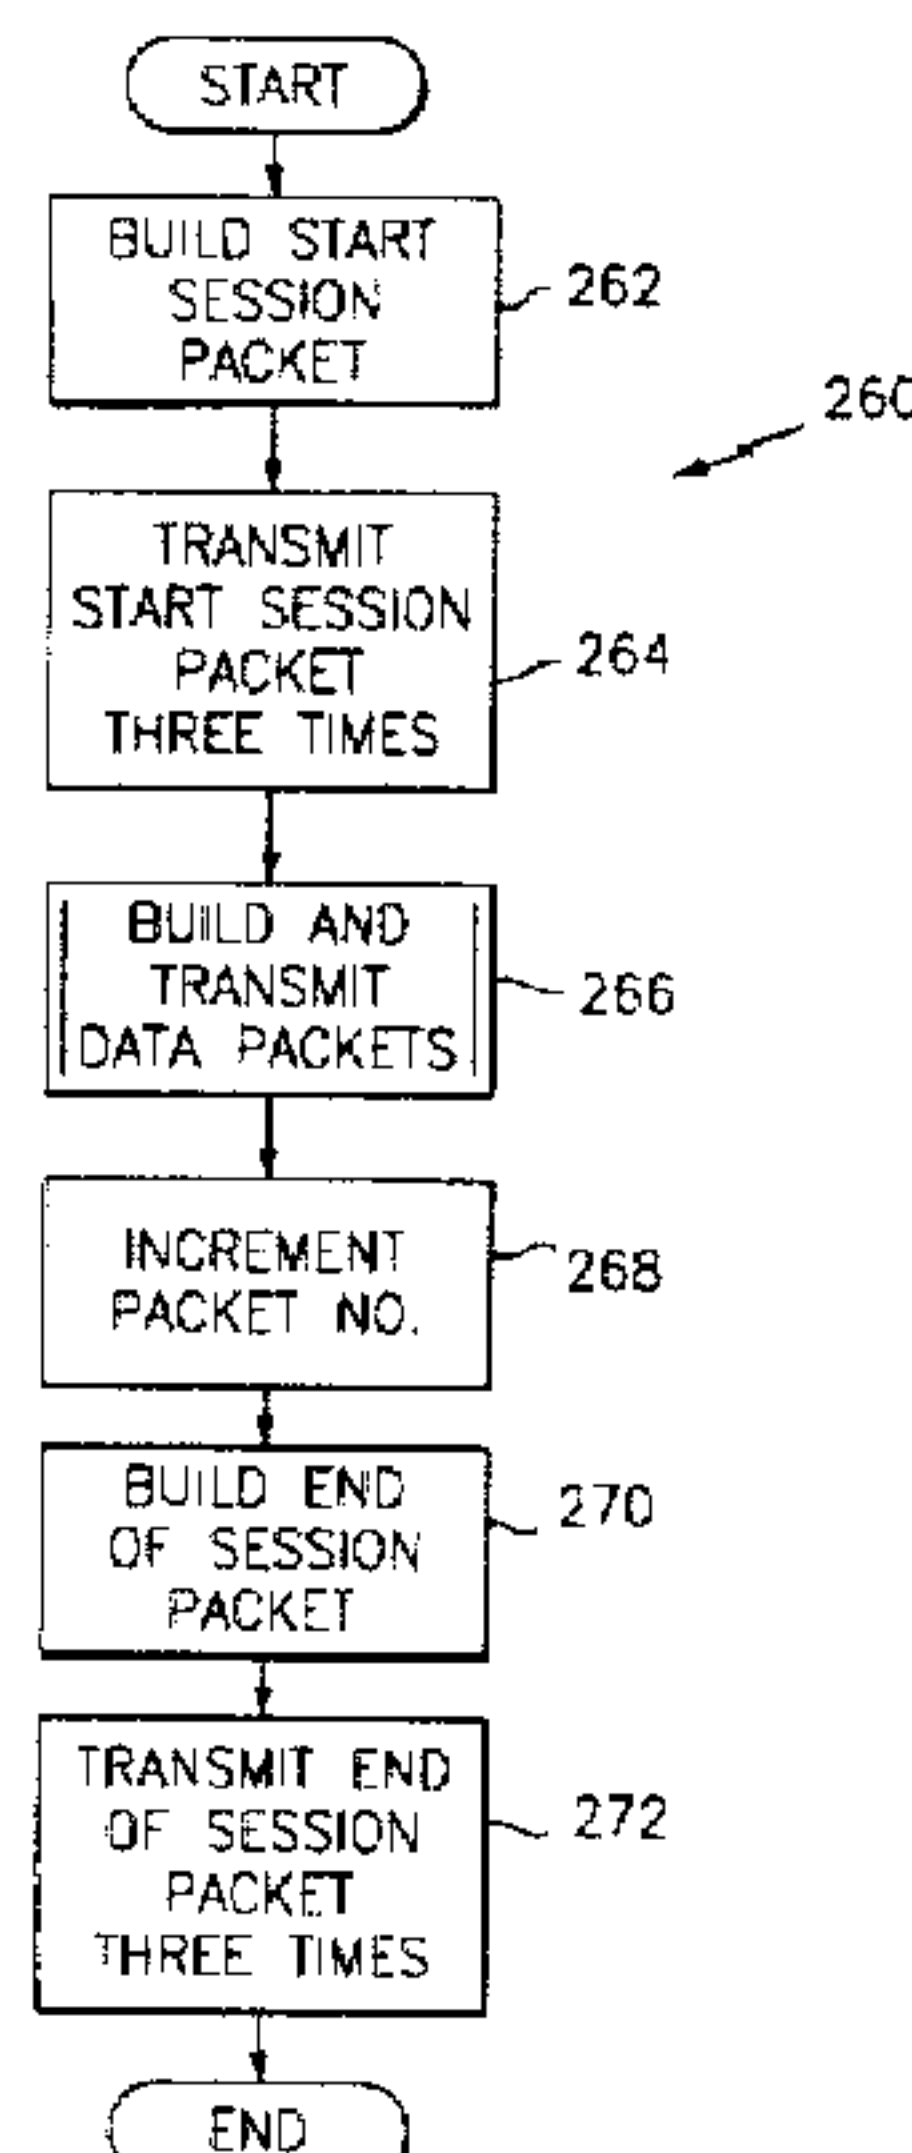 START
BUILD START
SESSION
PACKET
262
260
TRANSMIT
START SESSION
PACKET
THREE TIMES
264
BUILD AND
TRANSMIT
DATA PACKETS
266
INCREMENT
PACKET NO.
268
BUILD END
OF SESSION
PACKET
270
TRANSMIT END
OF SESSION
PACKET
THREE TIMES
272
END